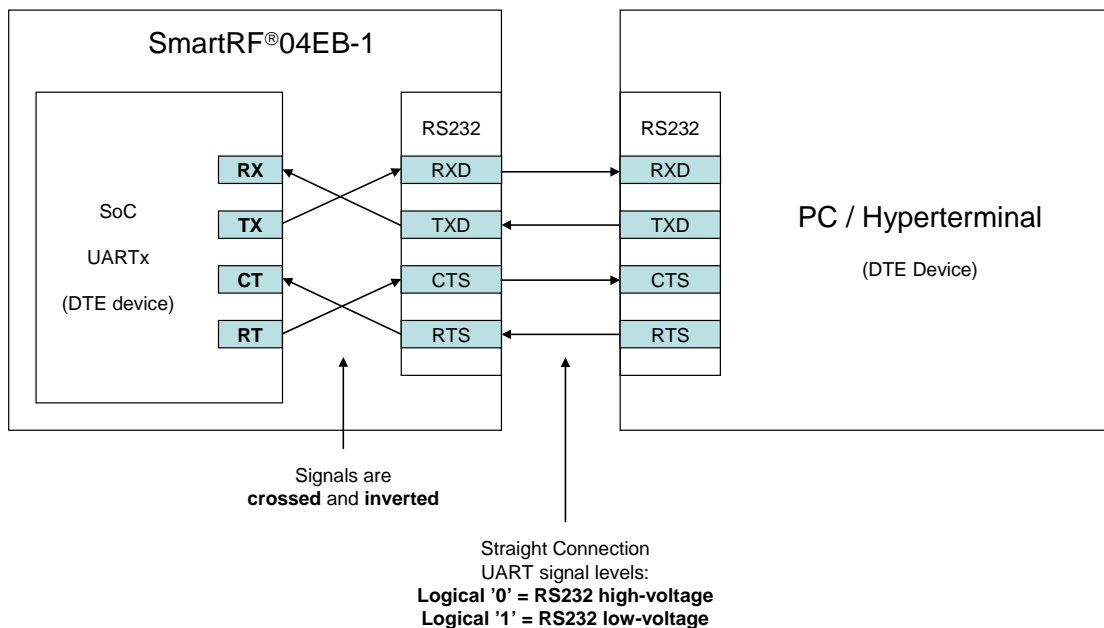 SmartRF®04EB-1
SoC
UARTx
(DTE device)
RX
TX
CT
RT
RS232
RXD
TXD
CTS
RTS
RS232
RXD
TXD
CTS
RTS
PC / Hyperterminal
(DTE Device)
Signals are
crossed and inverted
Straight Connection
UART signal levels:
Logical ’0’ = RS232 high-voltage
Logical ’1’ = RS232 low-voltage